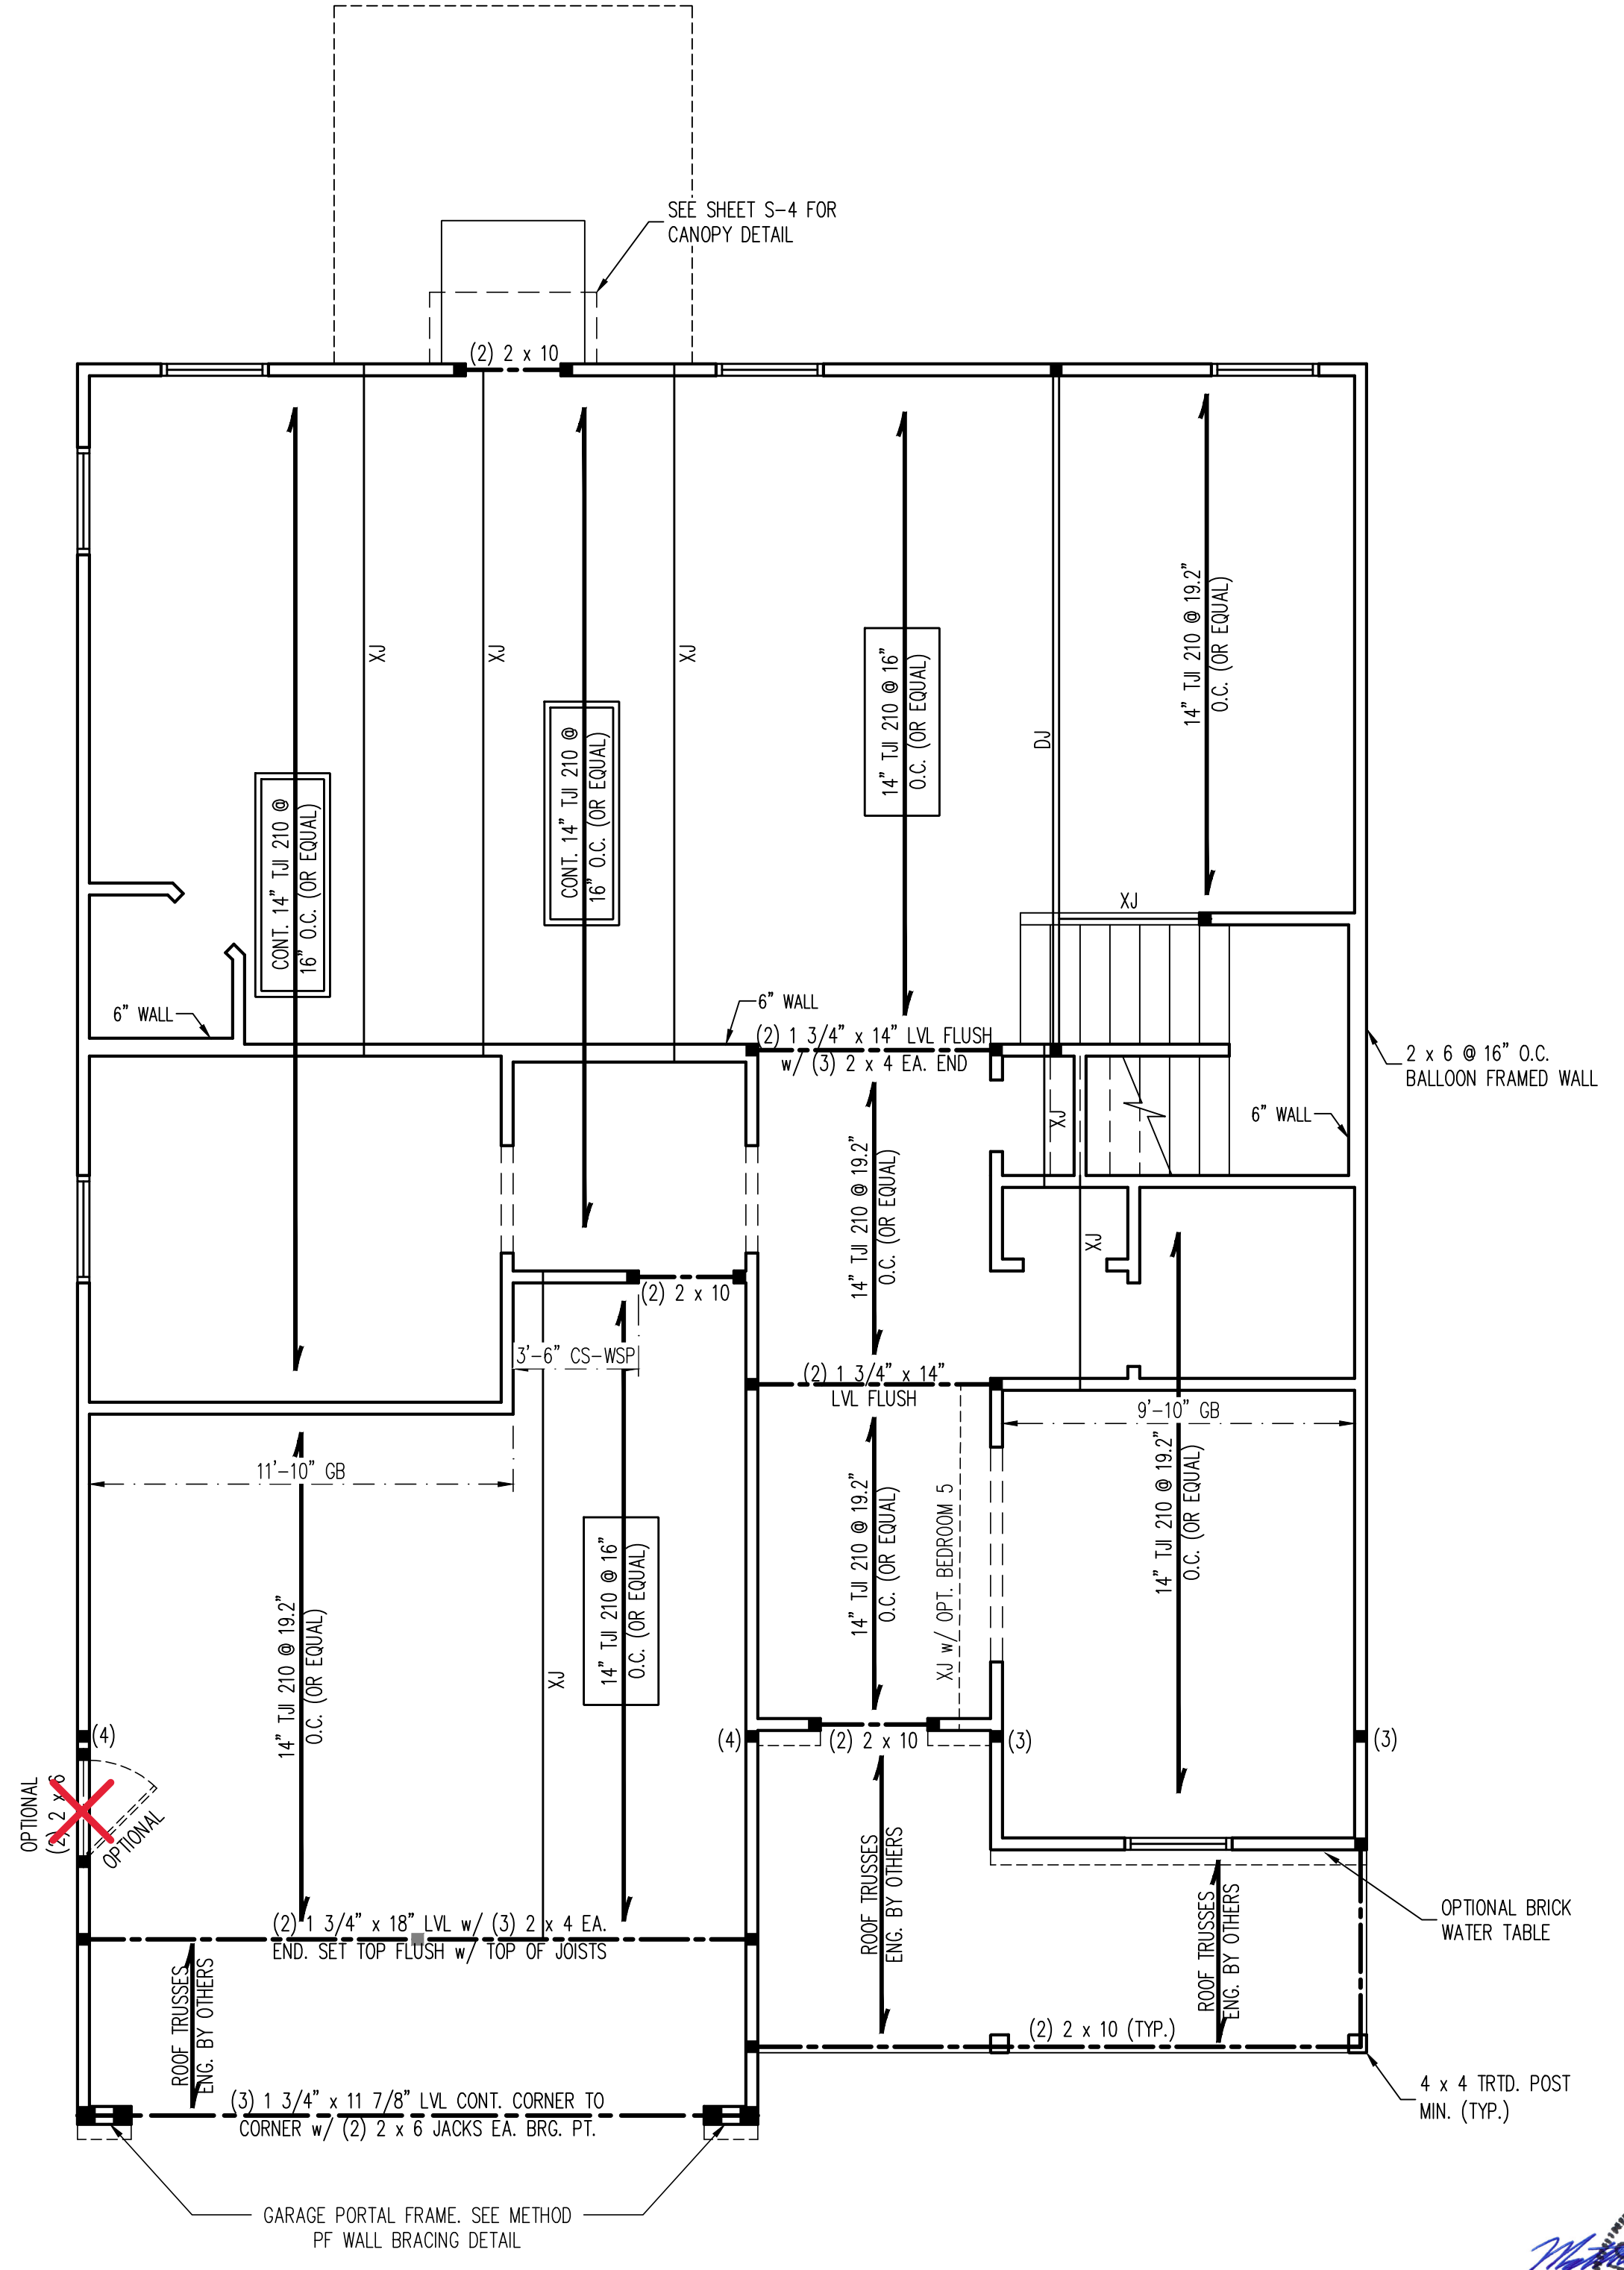 SEE SHEET S-4 FOR
CANOPY DETAIL
(2) 2 x 10
XJ
XJ
XJ
CONT. 14" TJI 210 @
16" O.C. (OR EQUAL)
CONT. 14" TJI 210 @
16" O.C. (OR EQUAL)
14" TJI 210 @ 16"
O.C. (OR EQUAL)
DJ
14" TJI 210 @ 19.2"
O.C. (OR EQUAL)
XJ
6" WALL
6" WALL
(2) 1 3/4" x 14" LVL FLUSH
w/ (3) 2 x 4 EA. END
2 x 6 @ 16" O.C.
BALLOON FRAMED WALL
6" WALL
XJ
14" TJI 210 @ 19.2"
O.C. (OR EQUAL)
XJ
(2) 2 x 10
3'-6" CS-WSP
(2) 1 3/4" x 14"
LVL FLUSH
9'-10" GB
11'-10" GB
14" TJI 210 @ 19.2"
O.C. (OR EQUAL)
XJ
14" TJI 210 @ 16"
O.C. (OR EQUAL)
14" TJI 210 @ 19.2"
O.C. (OR EQUAL)
XJ w/ OPT. BEDROOM 5
14" TJI 210 @ 19.2"
O.C. (OR EQUAL)
(4)
(4)
(2) 2 x 10
(3)
(3)
OPTIONAL
(2) 2 x 6
OPTIONAL
ROOF TRUSSES
ENG. BY OTHERS
ROOF TRUSSES
ENG. BY OTHERS
OPTIONAL BRICK
WATER TABLE
(2) 1 3/4" x 18" LVL w/ (3) 2 x 4 EA.
END. SET TOP FLUSH w/ TOP OF JOISTS
ROOF TRUSSES
ENG. BY OTHERS
(2) 2 x 10 (TYP.)
4 x 4 TRTD. POST
MIN. (TYP.)
(3) 1 3/4" x 11 7/8" LVL CONT. CORNER TO
CORNER w/ (2) 2 x 6 JACKS EA. BRG. PT.
GARAGE PORTAL FRAME. SEE METHOD
PF WALL BRACING DETAIL